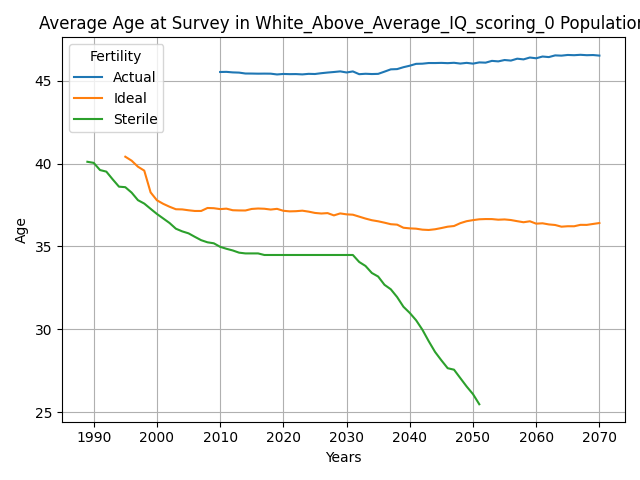 Average Age at Survey in White_Above_Average_IQ_scoring_0 Population
Fertility
Actual
Ideal
Sterile
Age
45
40
35
30
25
1990 2000 2010 2020 2030 2040 2050 2060 2070
Years